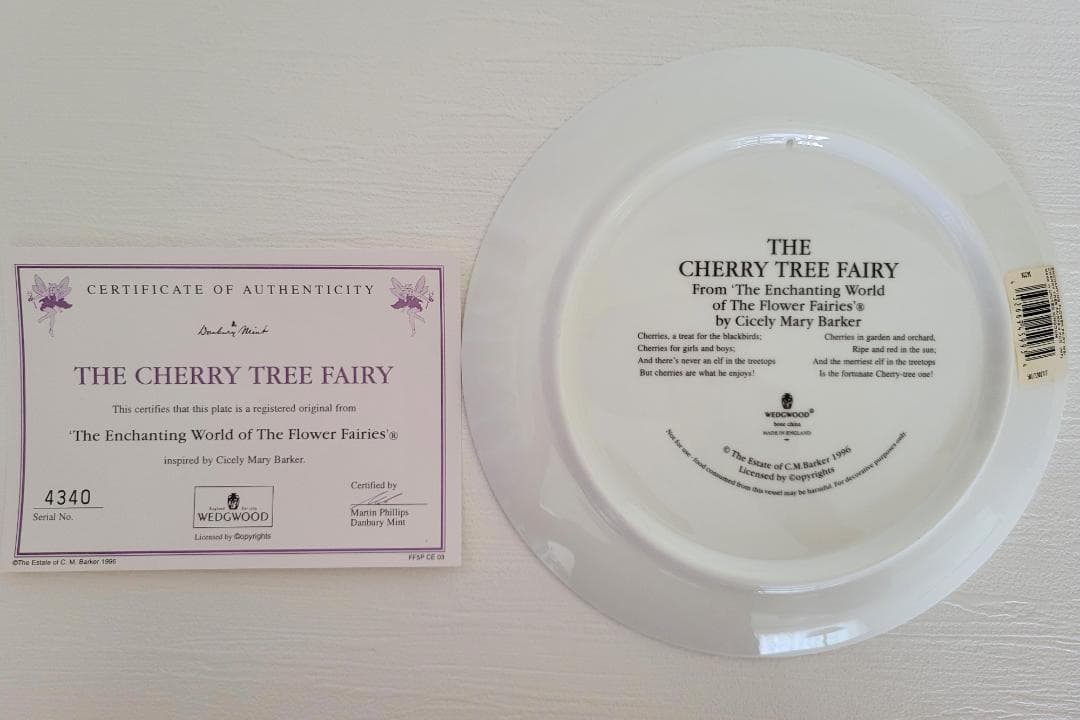 CERTIFICATE OF AUTHENTICITY
Danbury Mint
THE CHERRY TREE FAIRY
This certifies that this plate is a registered original from
'The Enchanting World of The Flower Fairies'®
inspired by Cicely Mary Barker.
4340
Serial No.
WEDGWOOD
Licensed by ©opyrights
Certified by
Martin Phillips
Danbury Mint
©The Estate of C. M. Barker 1996
FFSP CE 03
THE
CHERRY TREE FAIRY
From 'The Enchanting World
of The Flower Fairies'®
by Cicely Mary Barker
Cherries, a treat for the blackbirds;
Cherries for girls and boys;
And there's never an elf in the treetops
But cherries are what he enjoys!
Cherries in garden and orchard,
Ripe and red in the sun;
And the merriest elf in the treetops
Is the fortunate Cherry-tree one!
WEDGWOOD®
bone china
MADE IN ENGLAND
© The Estate of C.M.Barker 1996
Licensed by ©opyrights
Not for use - food consumed from this vessel may be harmful. For decorative purposes only.